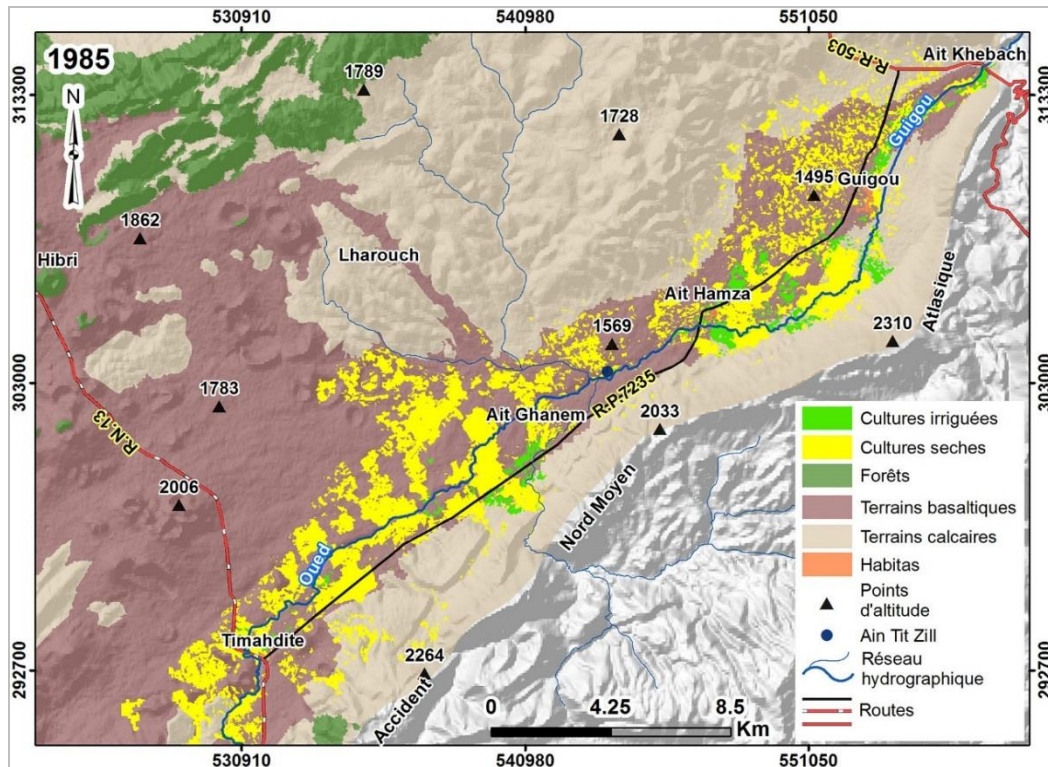 530910
540980
551050
1985
N
R.R.503
Ait Khebach
313300
313300
1789
1728
Guigou
1495
Guigou
1862
Hibri
Lharouch
Ait Hamza
Atlasique
1569
2310
303000
303000
1783
R.P.7235
Ait Ghanem
2033
R.N.13
2006
Nord Moyen
Oued
Timahdite
2264
Accident
292700
292700
Cultures irriguées
Cultures seches
Forêts
Terrains basaltiques
Terrains calcaires
Habitas
Points
d'altitude
Ain Tit Zill
Réseau
hydrographique
Routes
0 4.25 8.5
Km
530910
540980
551050